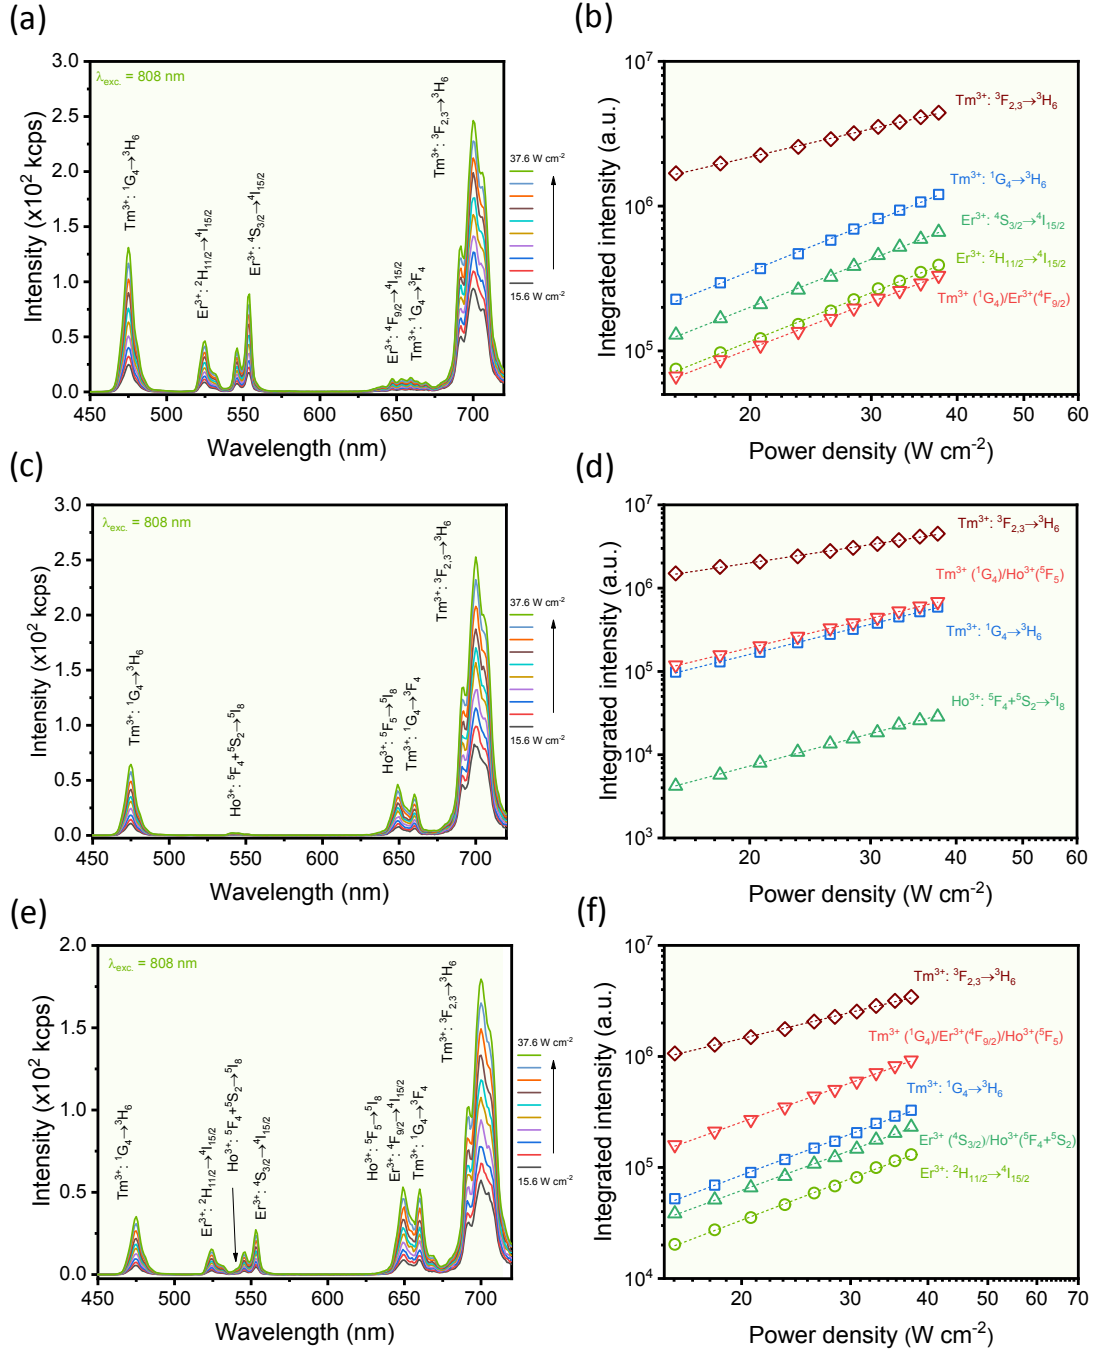 (a)
3.0
2.5
2.0
1.5
1.0
0.5
0.0
450
500
550
600
650
700
Intensity (x10² kcps)
Wavelength (nm)
λexc. = 808 nm
Tm³⁺: ¹G₄→³H₆
Er³⁺: ²H₁₁/₂→⁴I₁₅/₂
Er³⁺: ⁴S₃/₂→⁴I₁₅/₂
Er³⁺: ⁴F₉/₂→⁴I₁₅/₂
Tm³⁺: ¹G₄→³F₄
Tm³⁺: ³F₂,₃→³H₆
37.6 W cm⁻²
15.6 W cm⁻²
(b)
10⁷
10⁶
10⁵
20
30
40
50
60
Integrated intensity (a.u.)
Power density (W cm⁻²)
Tm³⁺: ³F₂,₃→³H₆
Tm³⁺: ¹G₄→³H₆
Er³⁺: ⁴S₃/₂→⁴I₁₅/₂
Er³⁺: ²H₁₁/₂→⁴I₁₅/₂
Tm³⁺ (¹G₄)/Er³⁺(⁴F₉/₂)
(c)
3.0
2.5
2.0
1.5
1.0
0.5
0.0
450
500
550
600
650
700
Intensity (x10² kcps)
Wavelength (nm)
λexc. = 808 nm
Tm³⁺: ¹G₄→³H₆
Ho³⁺: ⁵F₄+⁵S₂→⁵I₈
Ho³⁺: ⁵F₅→⁵I₈
Tm³⁺: ¹G₄→³F₄
Tm³⁺: ³F₂,₃→³H₆
37.6 W cm⁻²
15.6 W cm⁻²
(d)
10⁷
10⁶
10⁵
10⁴
10³
20
30
40
50
60
Integrated intensity (a.u.)
Power density (W cm⁻²)
Tm³⁺: ³F₂,₃→³H₆
Tm³⁺ (¹G₄)/Ho³⁺(⁵F₅)
Tm³⁺: ¹G₄→³H₆
Ho³⁺: ⁵F₄+⁵S₂→⁵I₈
(e)
2.0
1.5
1.0
0.5
0.0
450
500
550
600
650
700
Intensity (x10² kcps)
Wavelength (nm)
λexc. = 808 nm
Tm³⁺: ¹G₄→³H₆
Er³⁺: ²H₁₁/₂→⁴I₁₅/₂
Ho³⁺: ⁵F₄+⁵S₂→⁵I₈
Er³⁺: ⁴S₃/₂→⁴I₁₅/₂
Ho³⁺: ⁵F₅→⁵I₈
Er³⁺: ⁴F₉/₂→⁴I₁₅/₂
Tm³⁺: ¹G₄→³F₄
Tm³⁺: ³F₂,₃→³H₆
37.6 W cm⁻²
15.6 W cm⁻²
(f)
10⁷
10⁶
10⁵
10⁴
20
30
40
50
60
70
Integrated intensity (a.u.)
Power density (W cm⁻²)
Tm³⁺: ³F₂,₃→³H₆
Tm³⁺ (¹G₄)/Er³⁺(⁴F₉/₂)/Ho³⁺(⁵F₅)
Tm³⁺: ¹G₄→³H₆
Er³⁺ (⁴S₃/₂)/Ho³⁺(⁵F₄+⁵S₂)
Er³⁺: ²H₁₁/₂→⁴I₁₅/₂